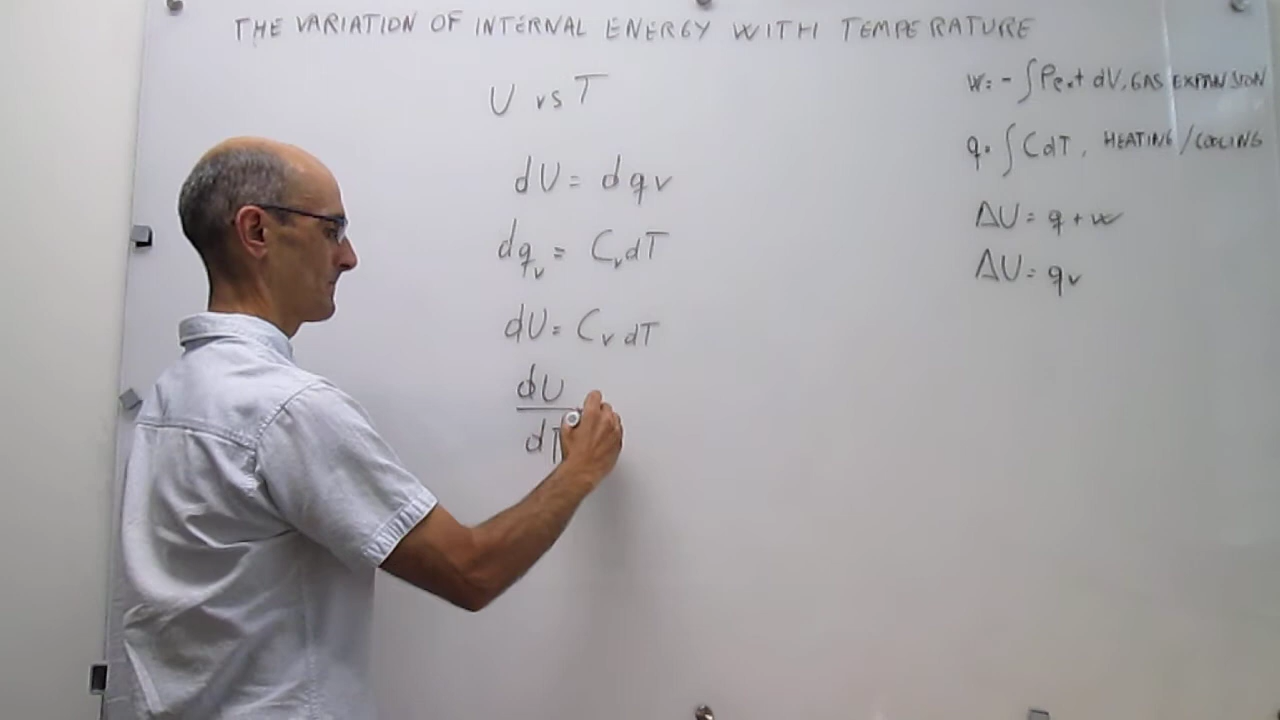 THE VARIATION OF INTERNAL ENERGY WITH TEMPERATURE
U vs T
dU = dqv
dqv = CvdT
dU = CvdT
dU
dT
w = - ∫Pext dV, GAS EXPANSION
q = ∫CdT, HEATING/COOLING
ΔU = q + w
ΔU = qv